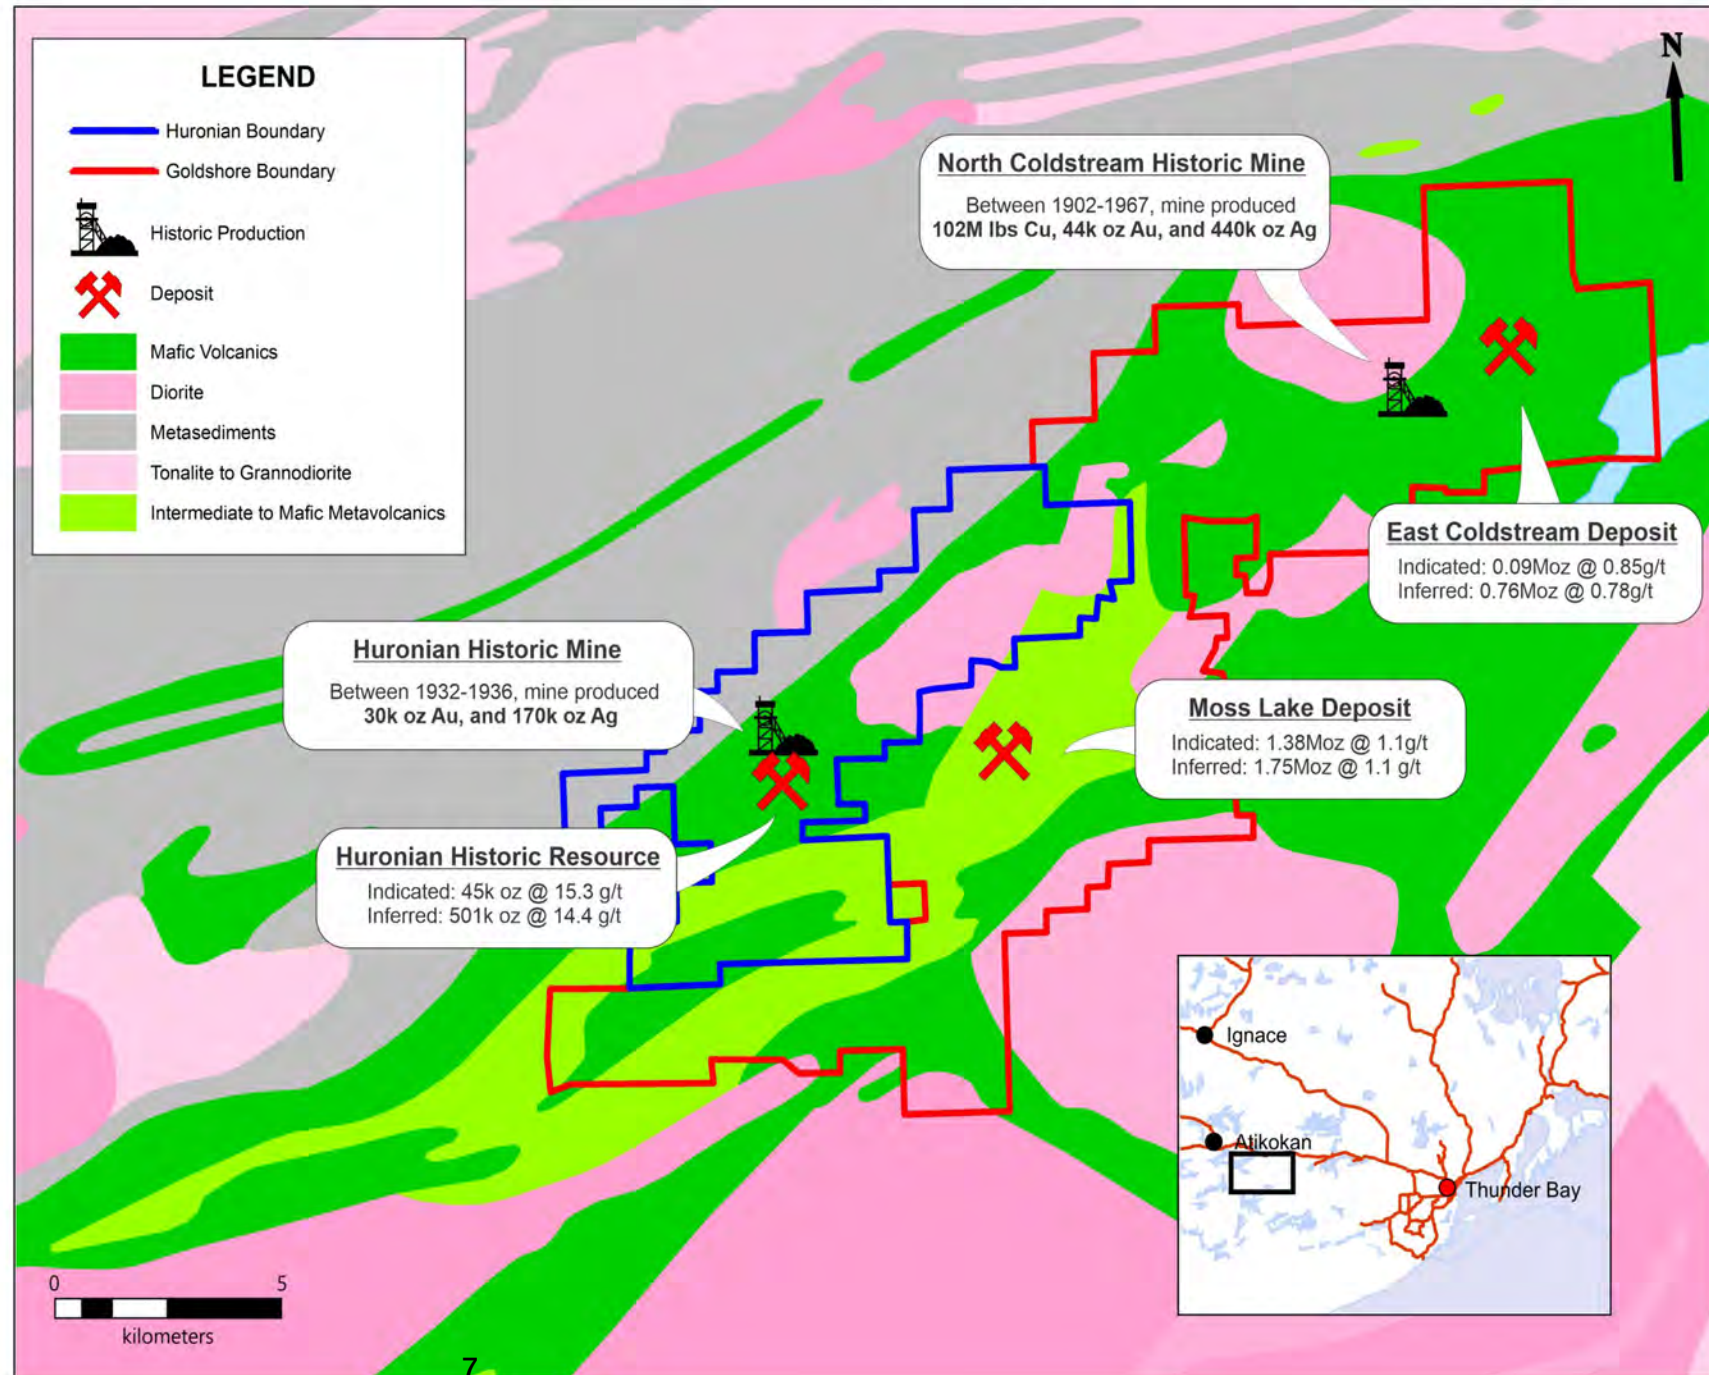 LEGEND
Huronian Boundary
Goldshore Boundary
Historic Production
Deposit
Mafic Volcanics
Diorite
Metasediments
Tonalite to Grannodiorite
Intermediate to Mafic Metavolcanics
N
North Coldstream Historic Mine
Between 1902-1967, mine produced
102M lbs Cu, 44k oz Au, and 440k oz Ag
East Coldstream Deposit
Indicated: 0.09Moz @ 0.85g/t
Inferred: 0.76Moz @ 0.78g/t
Huronian Historic Mine
Between 1932-1936, mine produced
30k oz Au, and 170k oz Ag
Moss Lake Deposit
Indicated: 1.38Moz @ 1.1g/t
Inferred: 1.75Moz @ 1.1 g/t
Huronian Historic Resource
Indicated: 45k oz @ 15.3 g/t
Inferred: 501k oz @ 14.4 g/t
Ignace
Atikokan
Thunder Bay
0 5
kilometers
7